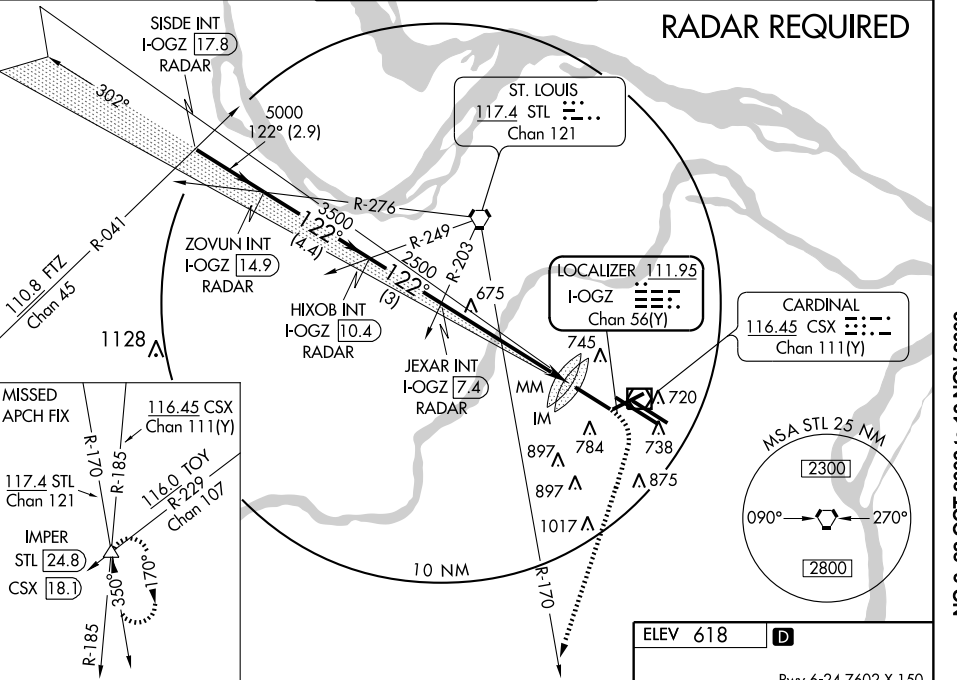 RADAR REQUIRED
SISDE INT
I-OGZ 17.8
RADAR
302°
5000
122° (2.9)
ST. LOUIS
117.4 STL
Chan 121
R-276
R-041
3500
122°
(4.4)
R-249
2500
R-203
122°
(3)
110.8 FTZ
Chan 45
ZOVUN INT
I-OGZ 14.9
RADAR
HIXOB INT
I-OGZ 10.4
RADAR
JEXAR INT
I-OGZ 7.4
RADAR
675
LOCALIZER 111.95
I-OGZ
Chan 56(Y)
CARDINAL
116.45 CSX
Chan 111(Y)
1128
745
MM
IM
720
784
738
897
897
875
1017
10 NM
R-170
MISSED
APCH FIX
116.45 CSX
Chan 111(Y)
R-170
R-185
117.4 STL
Chan 121
116.0 TOY
R-229
Chan 107
IMPER
STL 24.8
CSX 18.1
350°
170°
R-185
MSA STL 25 NM
2300
090°
270°
2800
ELEV 618
D
Rwy 6-24 7602 X 150